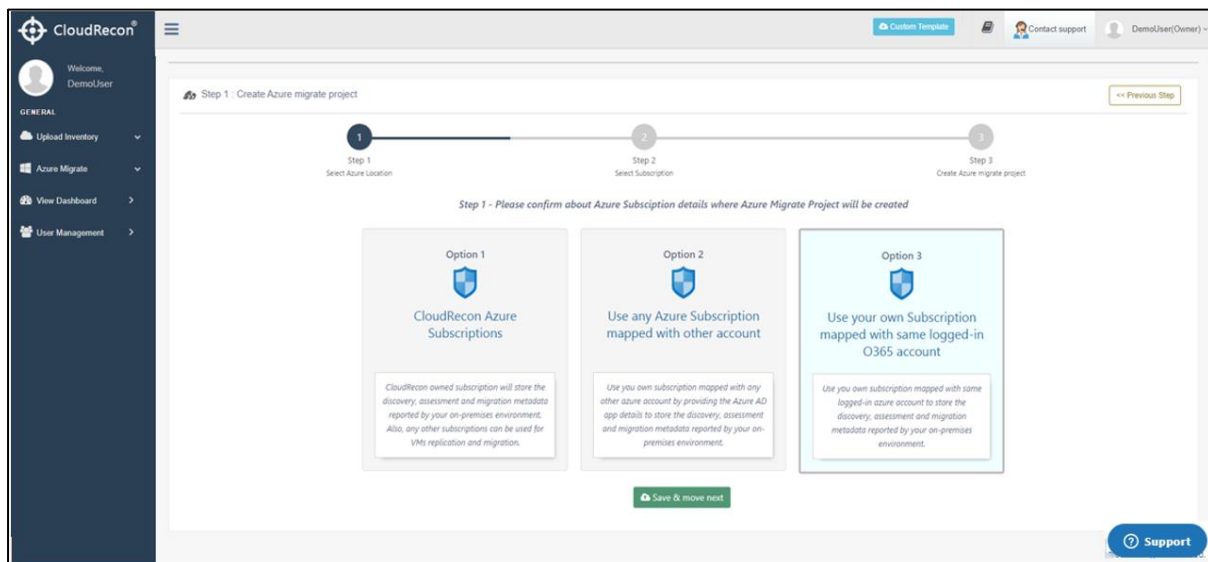 CloudRecon®
Custom Template
Contact support
DemoUser(Owner)
Welcome,
DemoUser
GENERAL
Upload Inventory
Azure Migrate
View Dashboard
User Management
Step 1 : Create Azure migrate project
<< Previous Step
1
2
3
Step 1
Select Azure Location
Step 2
Select Subscription
Step 3
Create Azure migrate project
Step 1 - Please confirm about Azure Subsciption details where Azure Migrate Project will be created
Option 1
CloudRecon Azure
Subscriptions
CloudRecon owned subscription will store the
discovery, assessment and migration metadata
reported by your on-premises environment.
Also, any other subscriptions can be used for
VMs replication and migration.
Option 2
Use any Azure Subscription
mapped with other account
Use you own subscription mapped with any
other azure account by providing the Azure AD
app details to store the discovery, assessment
and migration metadata reported by your on-
premises environment.
Option 3
Use your own Subscription
mapped with same logged-in
O365 account
Use you own subscription mapped with same
logged-in azure account to store the
discovery, assessment and migration
metadata reported by your on-premises
environment.
Save & move next
Support